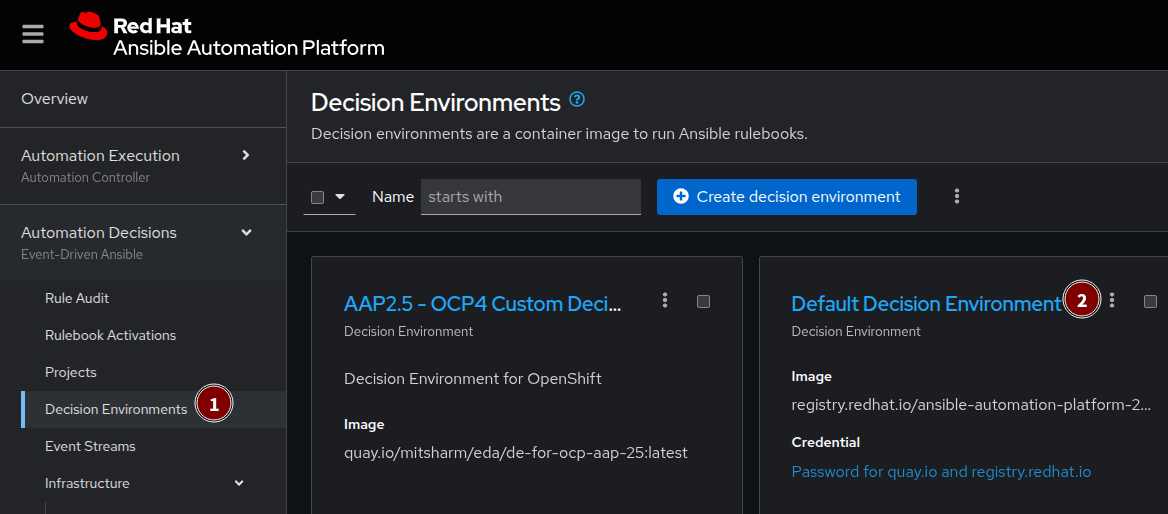 Red Hat
Ansible Automation Platform
Overview
Automation Execution
Automation Controller
Automation Decisions
Event-Driven Ansible
Rule Audit
Rulebook Activations
Projects
Decision Environments
1
Event Streams
Infrastructure
Decision Environments
Decision environments are a container image to run Ansible rulebooks.
Name
starts with
Create decision environment
AAP2.5 - OCP4 Custom Deci...
Decision Environment
Decision Environment for OpenShift
Image
quay.io/mitsharm/eda/de-for-ocp-aap-25:latest
Default Decision Environment
2
Decision Environment
Image
registry.redhat.io/ansible-automation-platform-2...
Credential
Password for quay.io and registry.redhat.io